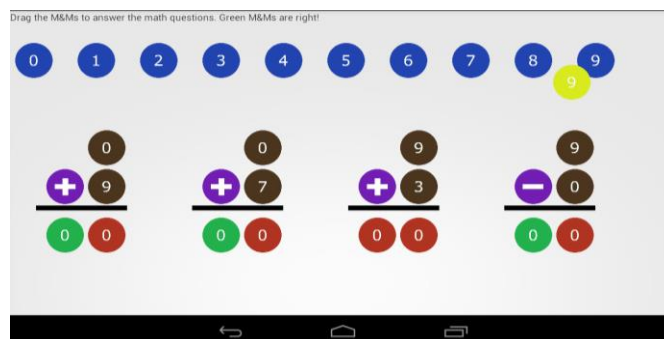 Drag the M&Ms to answer the math questions. Green M&Ms are right!
0 1 2 3 4 5 6 7 8 9
9
0 0 9 9
+ 9 + 7 + 3 − 0
0 0 0 0 0 0 0 0